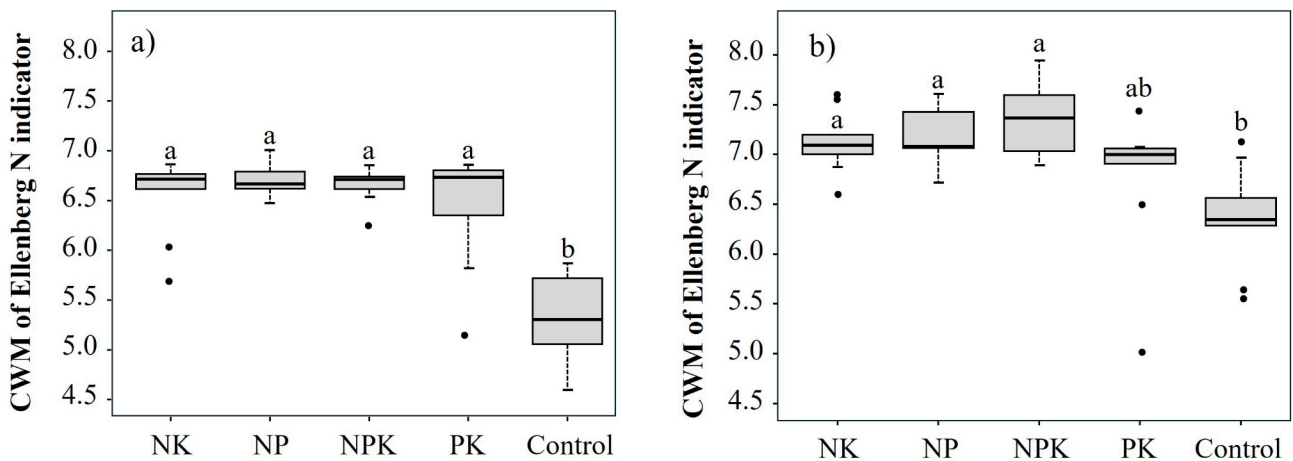 CWM of Ellenberg N indicator
a)
8.0
7.5
7.0
6.5
6.0
5.5
5.0
4.5
a a a a b
NK NP NPK PK Control
CWM of Ellenberg N indicator
b)
8.0
7.5
7.0
6.5
6.0
5.5
5.0
4.5
a a a ab b
NK NP NPK PK Control